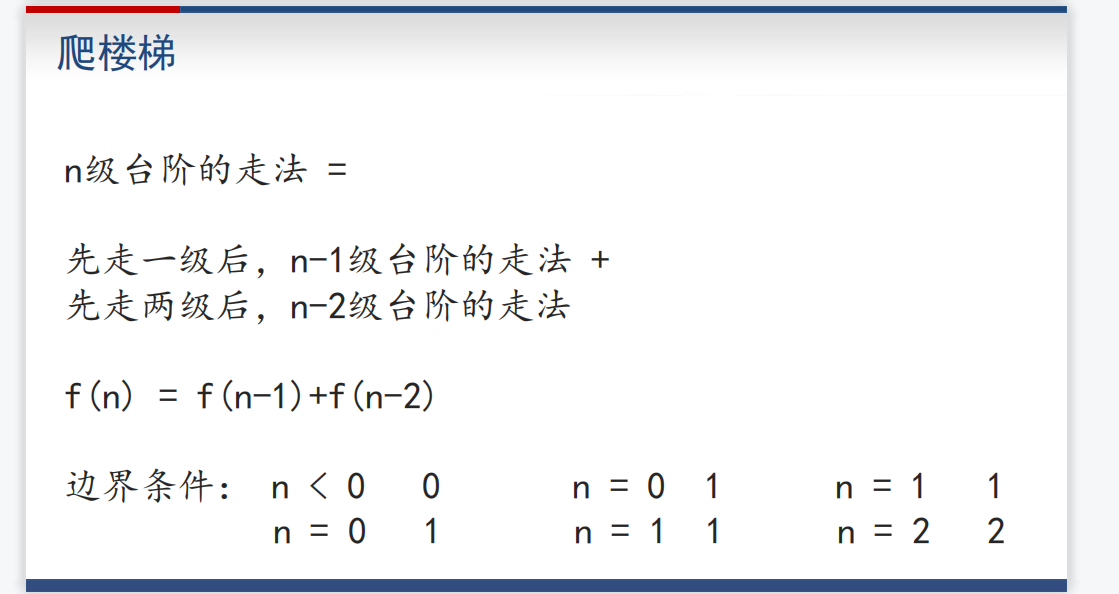 爬楼梯
n级台阶的走法 =
先走一级后，n-1级台阶的走法 +
先走两级后，n-2级台阶的走法
f(n) = f(n-1)+f(n-2)
边界条件： n < 0 0 n = 0 1 n = 1 1
n = 0 1 n = 1 1 n = 2 2